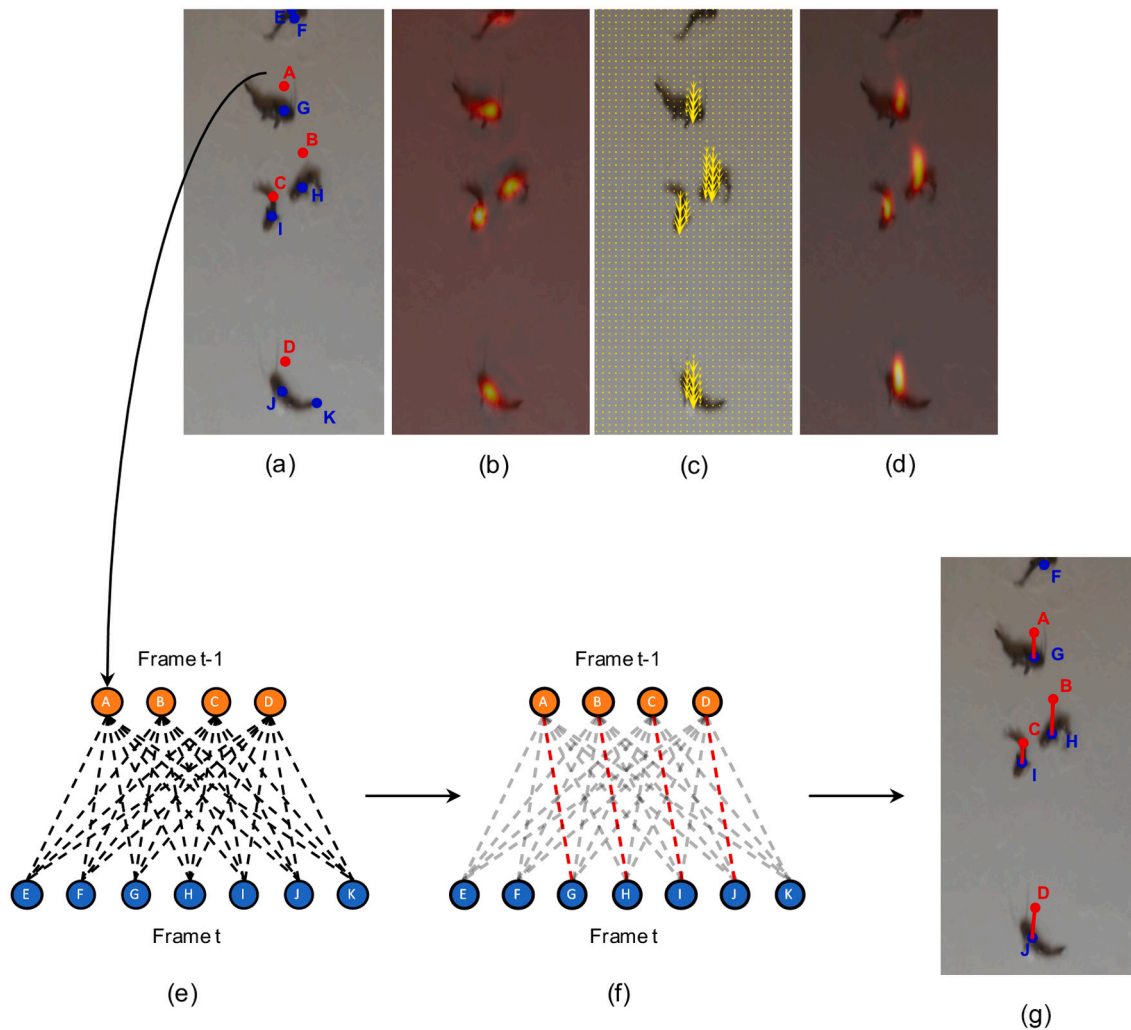 E
F
A
G
B
C
H
I
D
J
K
(a)
(b)
(c)
(d)
Frame t-1
A B C D
E F G H I J K
Frame t
(e)
Frame t-1
A B C D
E F G H I J K
Frame t
(f)
F
A
G
B
C
H
I
D
J
(g)